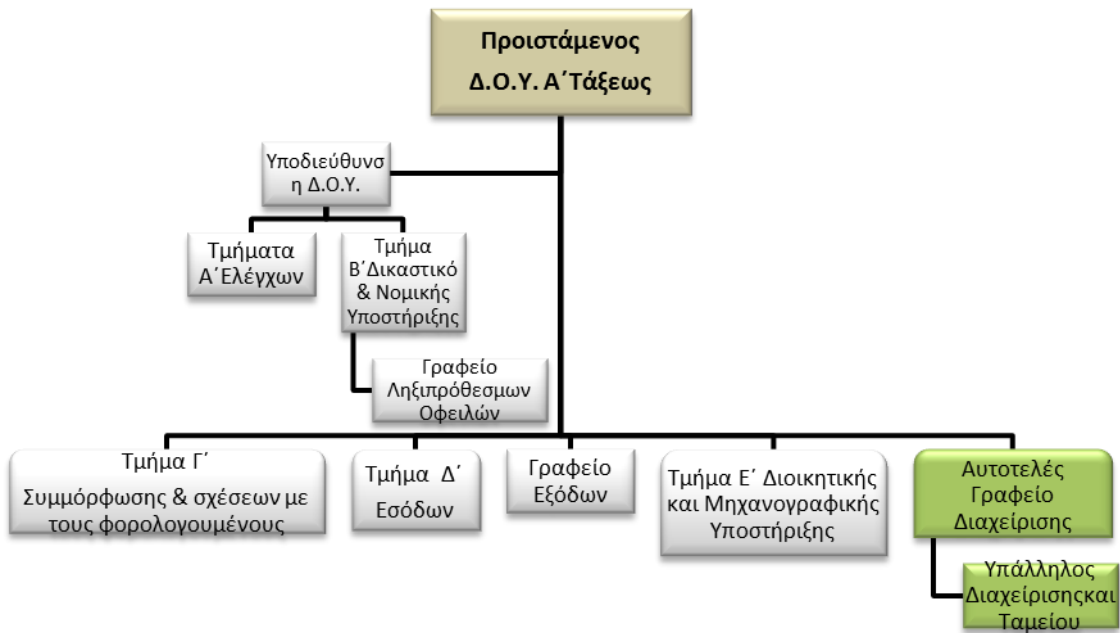 Προιστάμενος
Δ.Ο.Υ. Α΄Τάξεως
Υποδιεύθυνσ
η Δ.Ο.Υ.
Τμήματα
Α΄Ελέγχων
Τμήμα
Β΄Δικαστικό
& Νομικής
Υποστήριξης
Γραφείο
Ληξιπρόθεσμων
Οφειλών
Τμήμα Γ΄
Συμμόρφωσης & σχέσεων με
τους φορολογουμένους
Τμήμα Δ΄
Εσόδων
Γραφείο
Εξόδων
Τμήμα Ε΄ Διοικητικής
και Μηχανογραφικής
Υποστήριξης
Αυτοτελές
Γραφείο
Διαχείρισης
Υπάλληλος
Διαχείρισηςκαι
Ταμείου